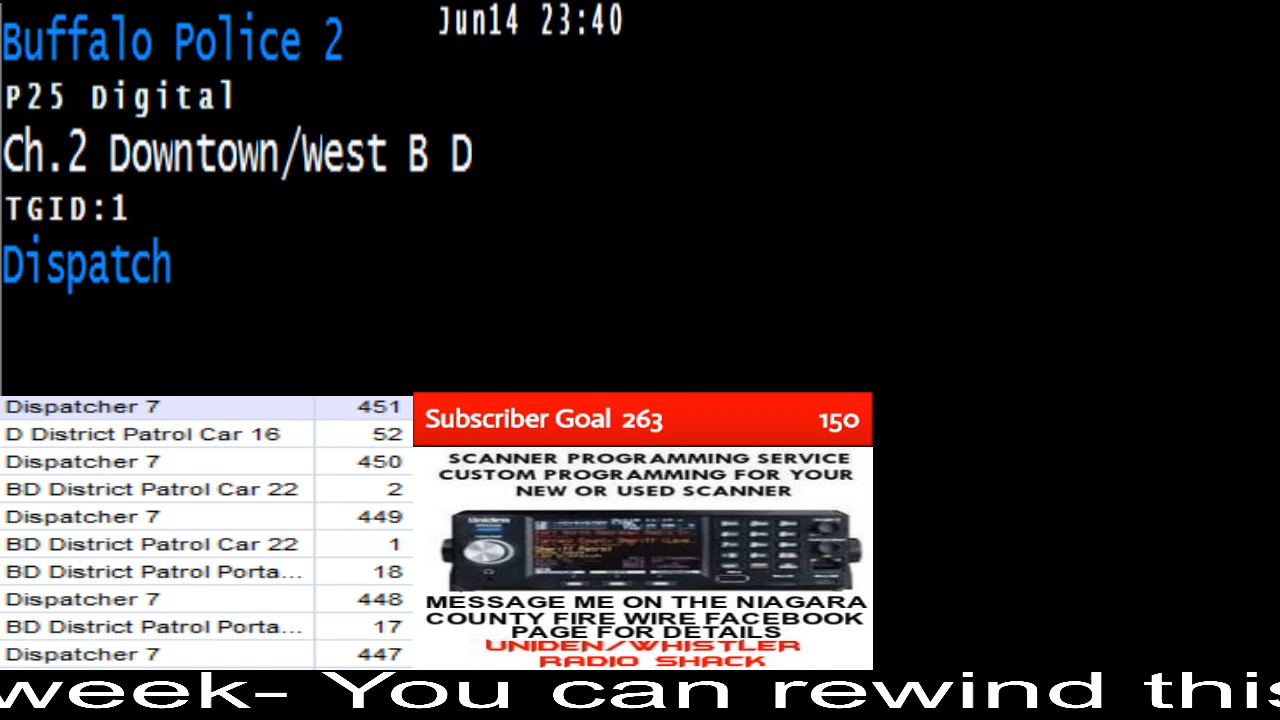 Buffalo Police 2
Jun14 23:40
P25 Digital
Ch.2 Downtown/West B D
TGID:1
Dispatch
Dispatcher 7 451
D District Patrol Car 16 52
Dispatcher 7 450
BD District Patrol Car 22 2
Dispatcher 7 449
BD District Patrol Car 22 1
BD District Patrol Porta... 18
Dispatcher 7 448
BD District Patrol Porta... 17
Dispatcher 7 447
Subscriber Goal 263 150
SCANNER PROGRAMMING SERVICE
CUSTOM PROGRAMMING FOR YOUR
NEW OR USED SCANNER
Uniden
MESSAGE ME ON THE NIAGARA
COUNTY FIRE WIRE FACEBOOK
PAGE FOR DETAILS
UNIDEN/WHISTLER
RADIO SHACK
week- You can rewind this